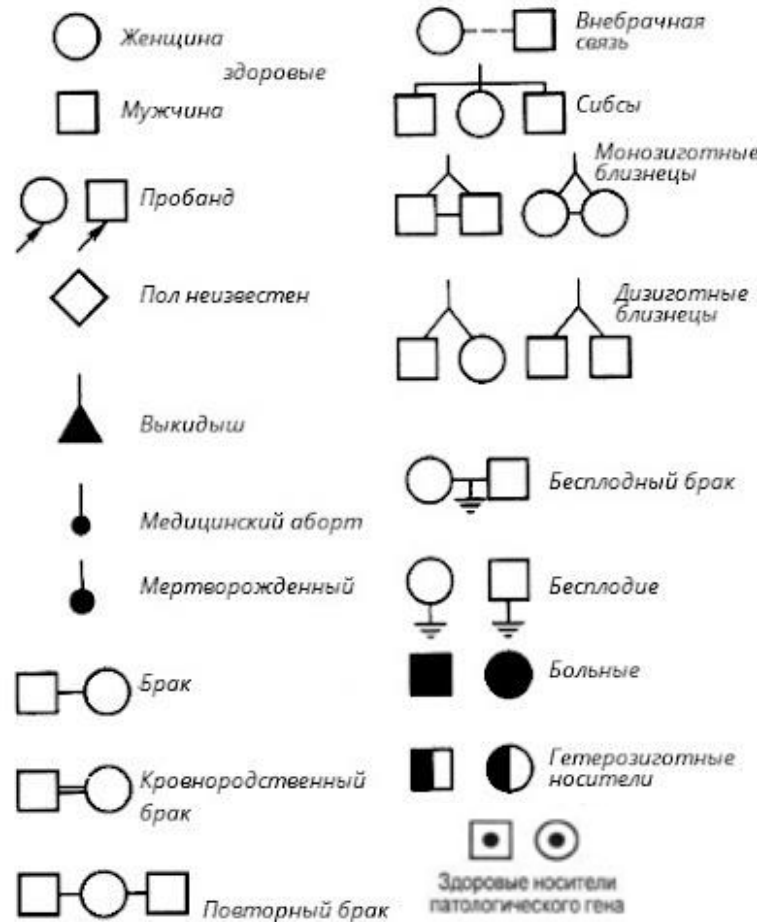 Женщина
здоровые
Мужчина
Пробанд
Пол неизвестен
Выкидыш
Медицинский аборт
Мертворожденный
Брак
Кровнородственный
брак
Повторный брак
Внебрачная
связь
Сибсы
Монозиготные
близнецы
Дизиготные
близнецы
Бесплодный брак
Бесплодие
Больные
Гетерозиготные
носители
Здоровые носители
патологического гена